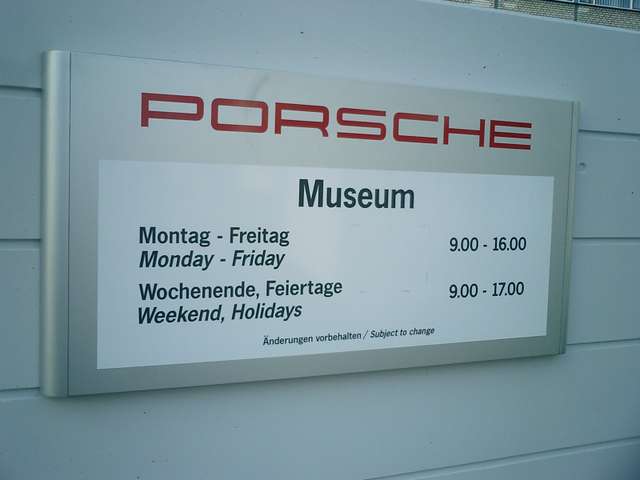 PORSCHE
Museum
Montag - Freitag 9.00 - 16.00
Monday - Friday
Wochenende, Feiertage 9.00 - 17.00
Weekend, Holidays
Änderungen vorbehalten / Subject to change